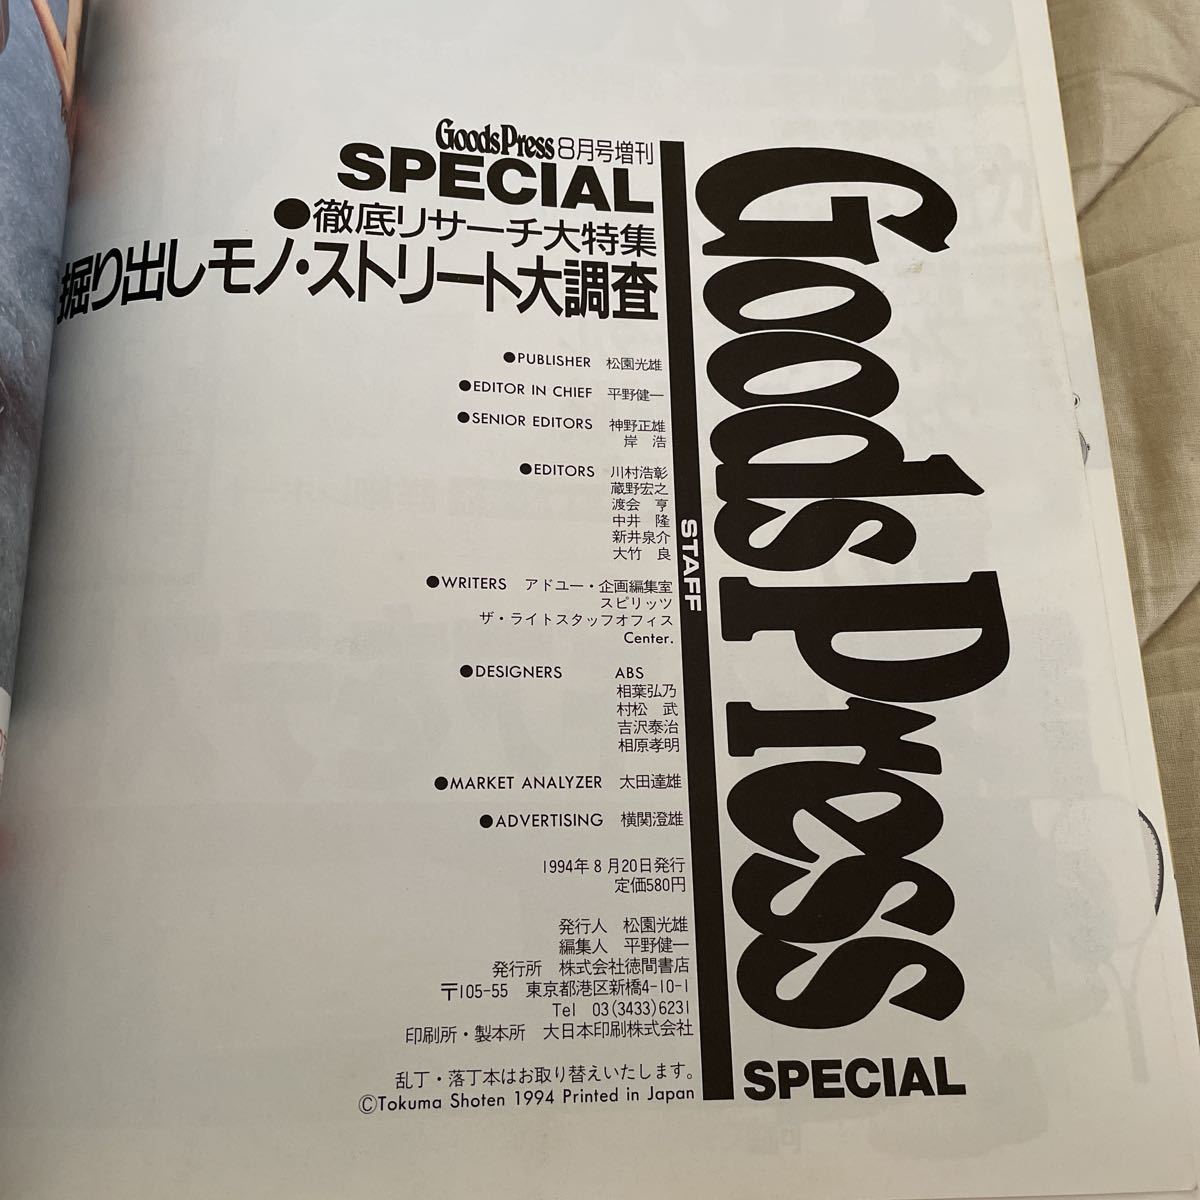 GoodsPress 8月号増刊
SPECIAL
●徹底リサーチ大特集
掘り出しモノ・ストリート大調査
●PUBLISHER 松園光雄
●EDITOR IN CHIEF 平野健一
●SENIOR EDITORS 神野正雄
岸 浩
●EDITORS 川村浩彰
蔵野宏之
渡会 亨
中井 隆
新井泉介
大竹 良
●WRITERS アドユー・企画編集室
スピリッツ
ザ・ライトスタッフオフィス
Center.
●DESIGNERS ABS
相葉弘乃
村松 武
吉沢泰治
相原孝明
●MARKET ANALYZER 太田達雄
●ADVERTISING 横関澄雄
1994年8月20日発行
定価580円
発行人 松園光雄
編集人 平野健一
発行所 株式会社徳間書店
〒105-55 東京都港区新橋4-10-1
Tel 03(3433)6231
印刷所・製本所 大日本印刷株式会社
乱丁・落丁本はお取り替えいたします。
©Tokuma Shoten 1994 Printed in Japan
STAFF
GoodsPress
SPECIAL